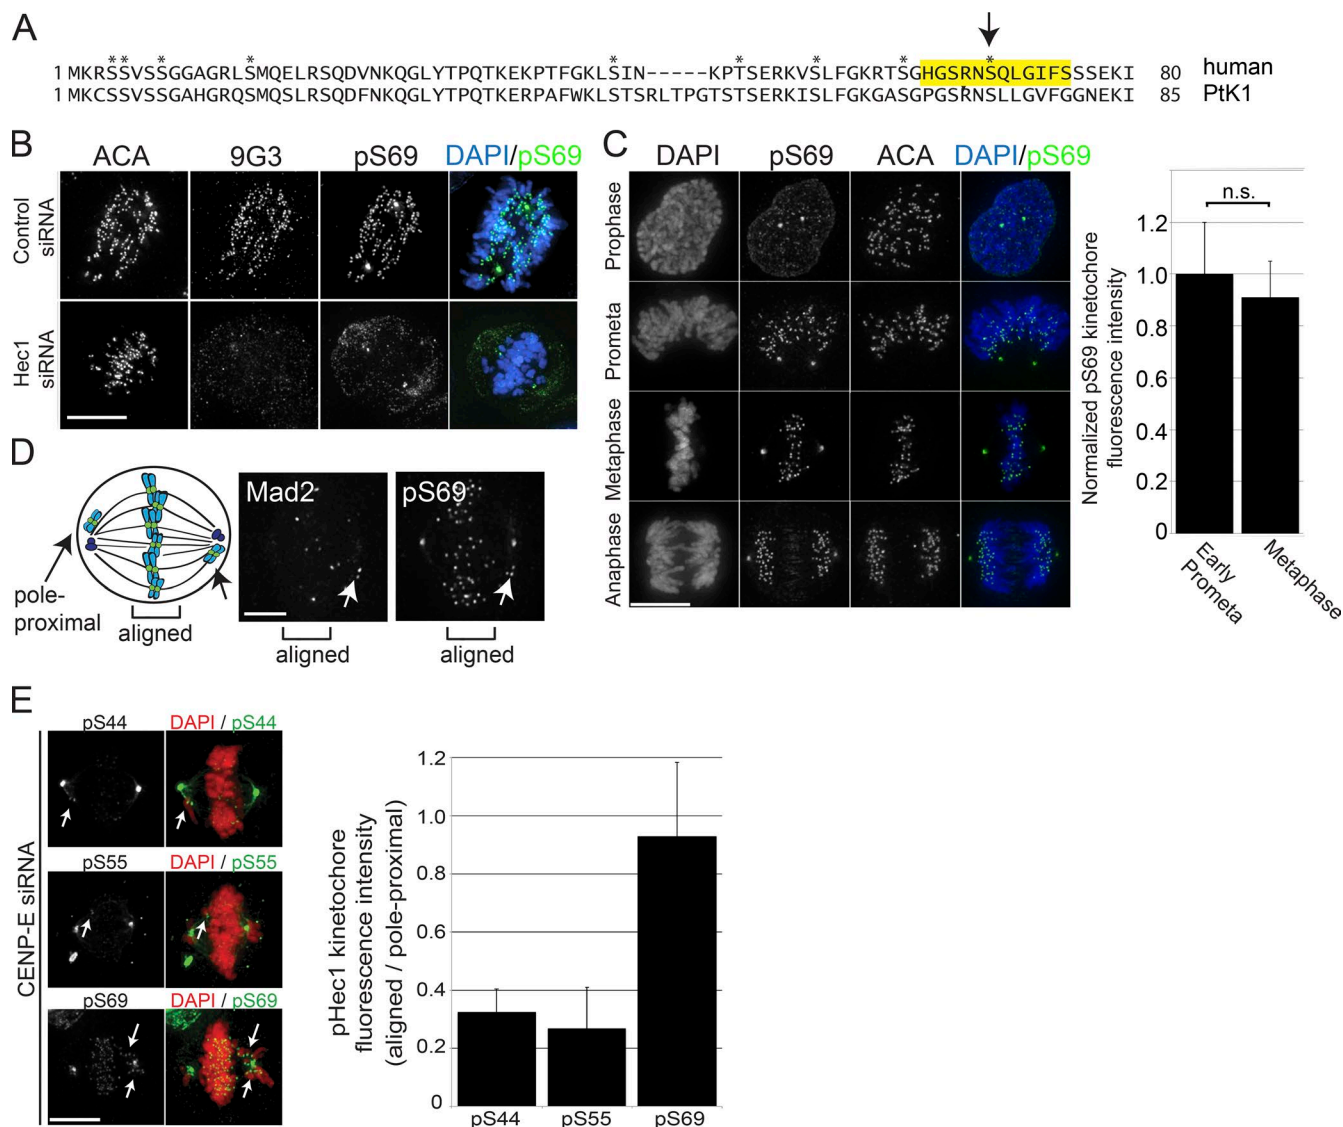 A
* * * * * * * * *
1 MKRSSVSSGGAGRLSMQELRSQDVNKQGLYTPQTKEKPTFGKLSIN-----KPTSERKVSLFGKRTSGHGSRNSQLGIFSSSEKI 80 human
1 MKCSSVSSGAHGRQSMQELRSQDFNKQGRYTPQTKERPAFWKLSTSRLTPGTSTSERKISLFGKGASGPGSRNSLLGVFGGNEKI 85 PtK1
B
ACA 9G3 pS69 DAPI/pS69
Control siRNA
Hec1 siRNA
C
DAPI pS69 ACA DAPI/pS69
Prophase
Prometa
Metaphase
Anaphase
Normalized pS69 kinetochore
fluorescence intensity
n.s.
1.2
1.0
0.8
0.6
0.4
0.2
0
Early Prometa
Metaphase
D
pole-
proximal
aligned
Mad2
aligned
pS69
aligned
E
CENP-E siRNA
pS44 DAPI / pS44
pS55 DAPI / pS55
pS69 DAPI / pS69
pHec1 kinetochore
fluorescence intensity
(aligned / pole-proximal)
1.2
1.0
0.8
0.6
0.4
0.2
0
pS44 pS55 pS69